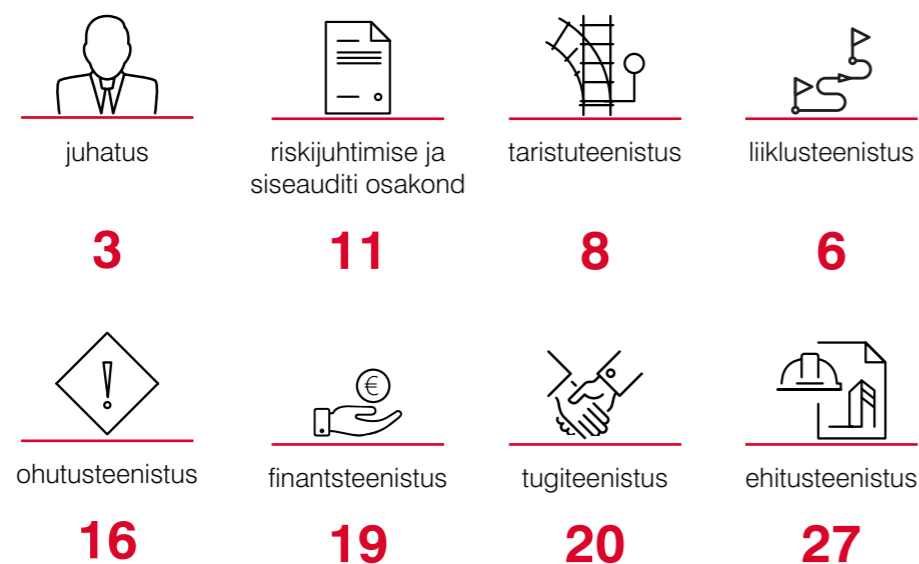 juhatus
3
riskijuhtimise ja
siseauditi osakond
11
taristuteenistus
8
liiklusteenistus
6
!
ohutusteenistus
16
€
finantsteenistus
19
tugiteenistus
20
ehitusteenistus
27